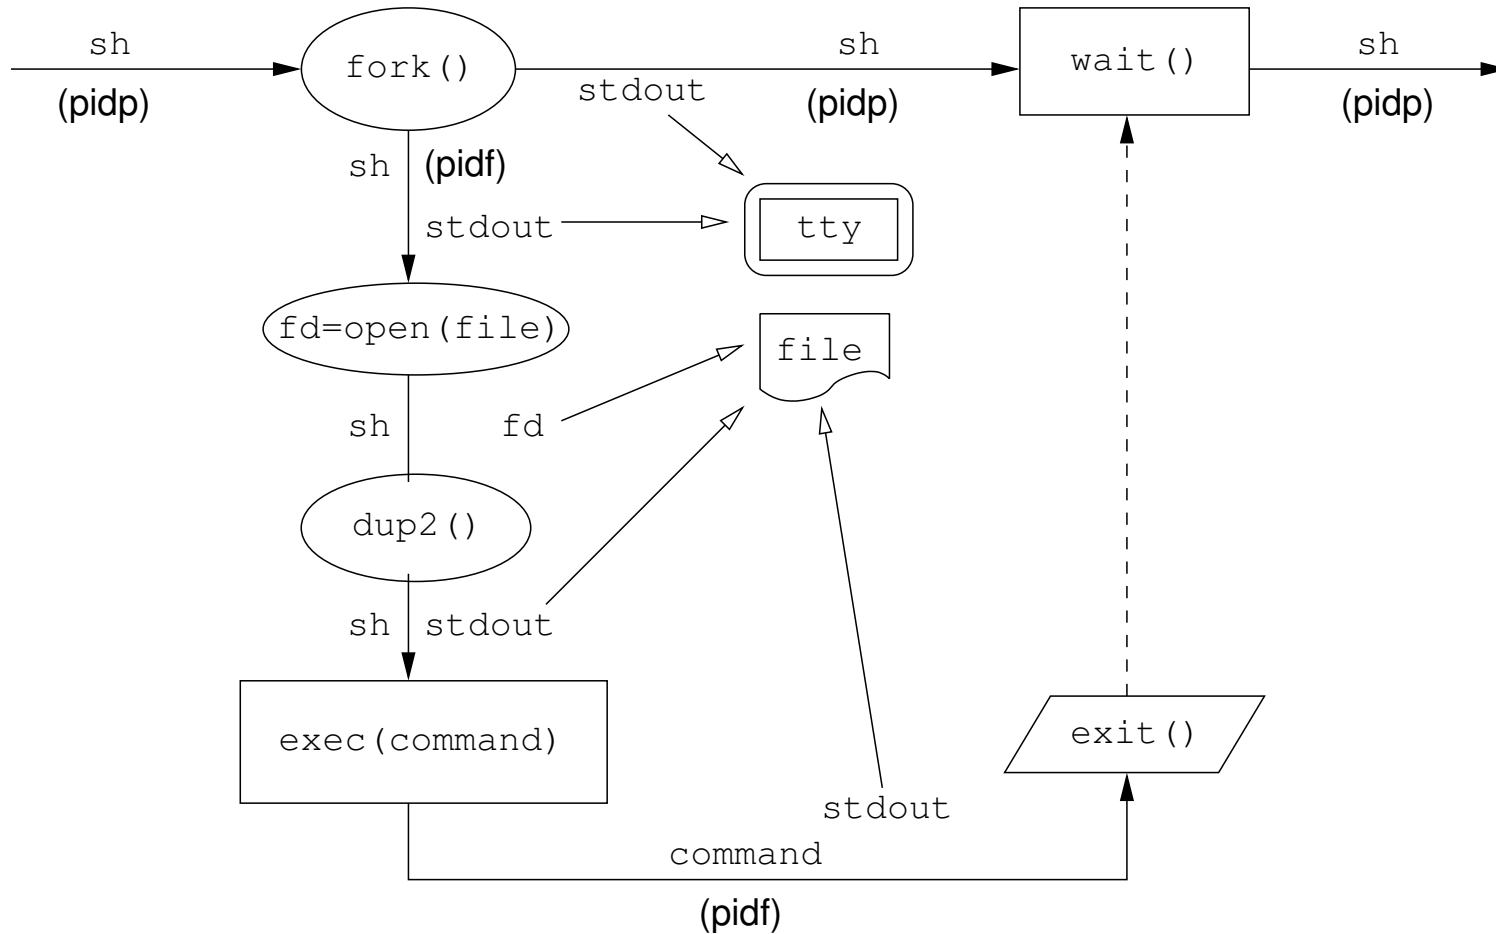 sh
fork()
sh
wait()
sh
(pidp)
stdout
(pidp)
(pidp)
sh
(pidf)
stdout
tty
fd=open(file)
file
sh
fd
dup2()
sh
stdout
exec(command)
exit()
stdout
command
(pidf)